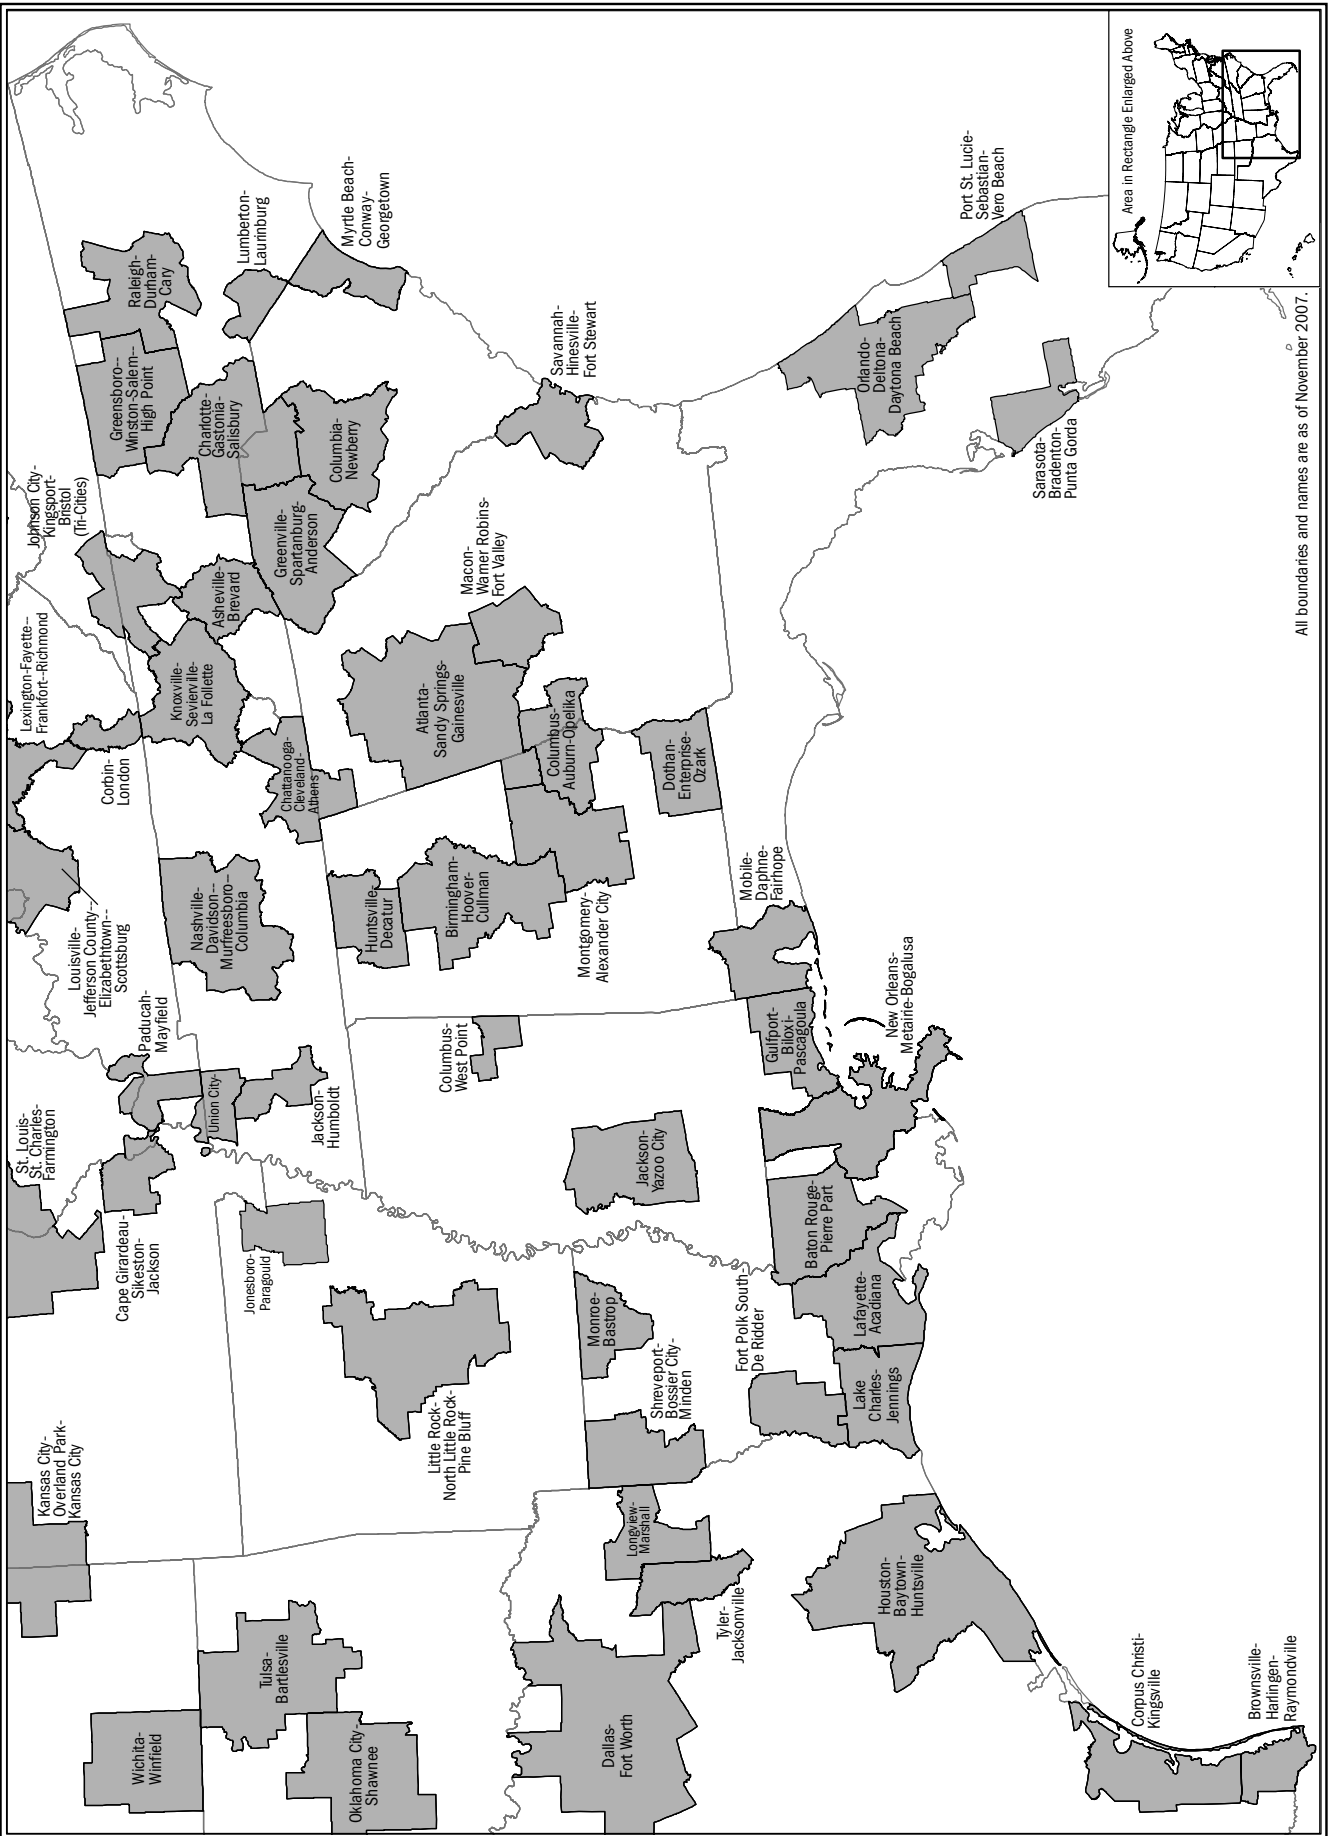 Kansas City-
Overland Park-
Kansas City
St. Louis-
St. Charles-
Farmington
Louisville-
Jefferson County--
Elizabethtown--
Scottsburg
Lexington-Fayette--
Frankfort--Richmond
Johnson City-
Kingsport-
Bristol
(Tri-Cities)
Wichita-
Winfield
Cape Girardeau-
Sikeston-
Jackson
Paducah-
Mayfield
Corbin-
London
Greensboro--
Winston-Salem--
High Point
Raleigh-
Durham-
Cary
Tulsa-
Bartlesville
Jonesboro-
Paragould
Union City-
Nashville-
Davidson--
Murfreesboro--
Columbia
Knoxville-
Sevierville-
La Follette
Asheville-
Brevard
Charlotte-
Gastonia-
Salisbury
Lumberton-
Laurinburg
Oklahoma City-
Shawnee
Jackson-
Humboldt
Chattanooga-
Cleveland-
Athens
Greenville-
Spartanburg-
Anderson
Columbia-
Newberry
Myrtle Beach-
Conway-
Georgetown
Little Rock-
North Little Rock-
Pine Bluff
Columbus-
West Point
Huntsville-
Decatur
Birmingham-
Hoover-
Cullman
Atlanta-
Sandy Springs-
Gainesville
Macon-
Warner Robins-
Fort Valley
Savannah-
Hinesville-
Fort Stewart
Dallas-
Fort Worth
Longview-
Marshall
Tyler-
Jacksonville
Shreveport-
Bossier City-
Minden
Monroe-
Bastrop
Jackson-
Yazoo City
Montgomery-
Alexander City
Columbus-
Auburn-Opelika
Dothan-
Enterprise-
Ozark
Fort Polk South-
De Ridder
Mobile-
Daphne-
Fairhope
Gulfport-
Biloxi-
Pascagoula
Baton Rouge-
Pierre Part
New Orleans-
Metairie-Bogalusa
Houston-
Baytown-
Huntsville
Lake
Charles-
Jennings
Lafayette-
Acadiana
Orlando-
Deltona-
Daytona Beach
Port St. Lucie-
Sebastian-
Vero Beach
Sarasota-
Bradenton-
Punta Gorda
Corpus Christi-
Kingsville
Brownsville-
Harlingen-
Raymondville
Area in Rectangle Enlarged Above
All boundaries and names are as of November 2007.